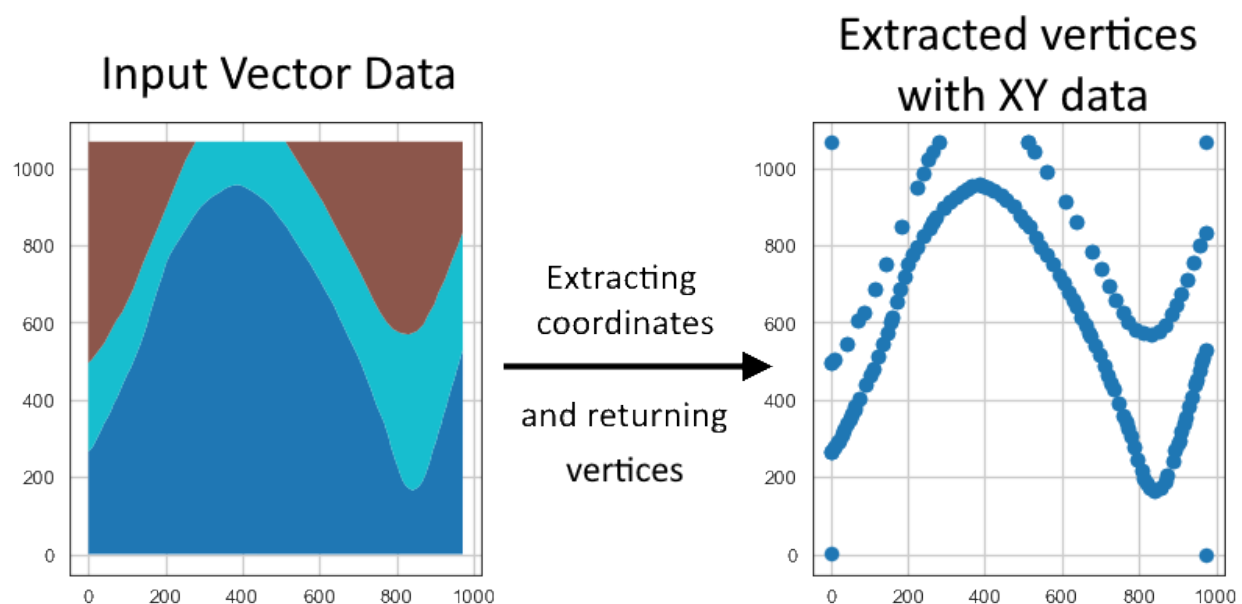 Input Vector Data
Extracted vertices
with XY data
1000
800
600
400
200
0
0 200 400 600 800 1000
Extracting
coordinates
and returning
vertices
1000
800
600
400
200
0
0 200 400 600 800 1000